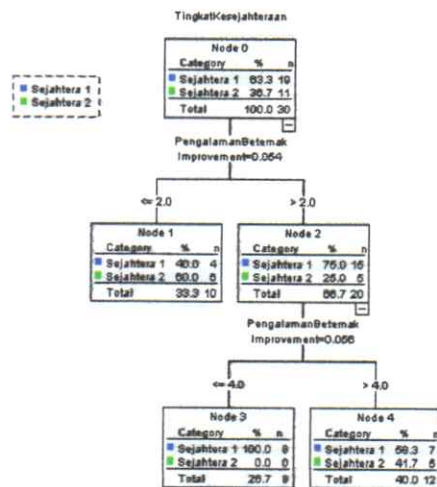 TingkatKesejahteraan
Sejahtera 1
Sejahtera 2
Node 0
Category % n
Sejahtera 1 63.3 19
Sejahtera 2 36.7 11
Total 100.0 30
PengalamanBeternak
Improvement=0.054
<= 2.0
> 2.0
Node 1
Category % n
Sejahtera 1 40.0 4
Sejahtera 2 60.0 6
Total 33.3 10
Node 2
Category % n
Sejahtera 1 75.0 15
Sejahtera 2 25.0 5
Total 66.7 20
PengalamanBeternak
Improvement=0.056
<= 4.0
> 4.0
Node 3
Category % n
Sejahtera 1 100.0 8
Sejahtera 2 0.0 0
Total 26.7 8
Node 4
Category % n
Sejahtera 1 58.3 7
Sejahtera 2 41.7 5
Total 40.0 12